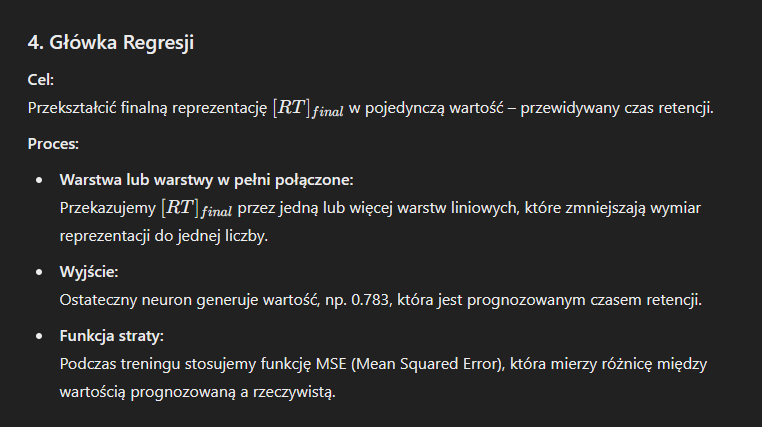 4. Główka Regresji
Cel:
Przekształcić finalną reprezentację [RT]final w pojedynczą wartość – przewidywany czas retencji.
Proces:
• Warstwa lub warstwy w pełni połączone:
Przekazujemy [RT]final przez jedną lub więcej warstw liniowych, które zmniejszają wymiar
reprezentacji do jednej liczby.
• Wyjście:
Ostateczny neuron generuje wartość, np. 0.783, która jest prognozowanym czasem retencji.
• Funkcja straty:
Podczas treningu stosujemy funkcję MSE (Mean Squared Error), która mierzy różnicę między
wartością prognozowaną a rzeczywistą.